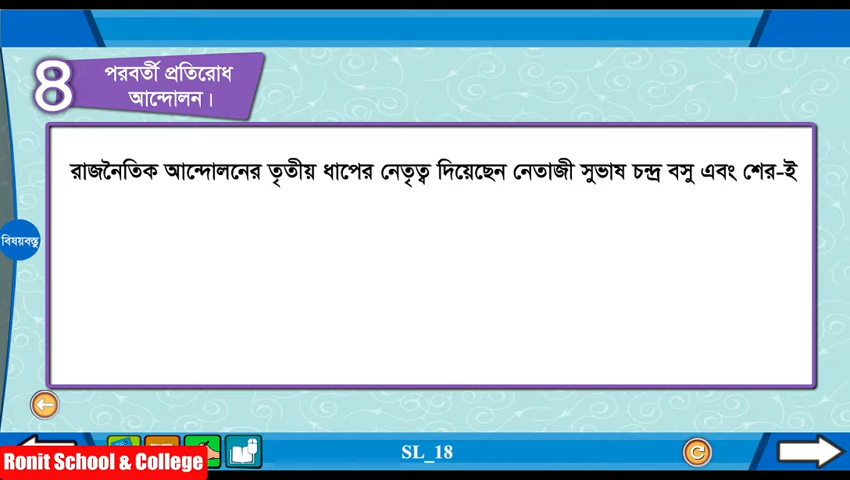 ৪
পরবর্তী প্রতিরোধ
আন্দোলন।
রাজনৈতিক আন্দোলনের তৃতীয় ধাপের নেতৃত্ব দিয়েছেন নেতাজী সুভাষ চন্দ্র বসু এবং শের-ই
বিষয়বস্তু
SL_18
Ronit School & College